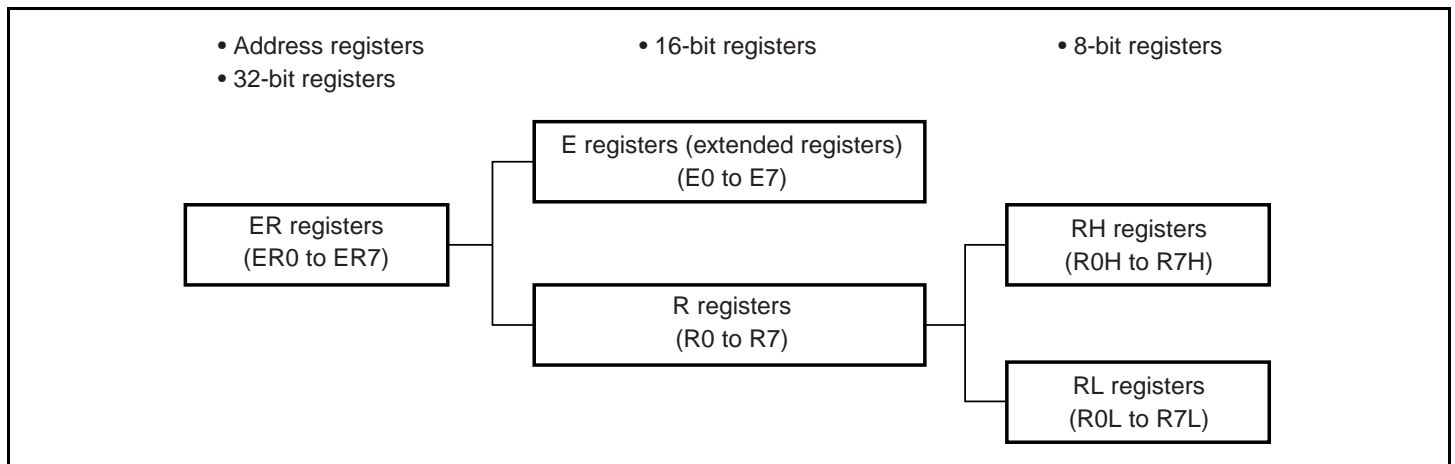 • Address registers
• 32-bit registers
• 16-bit registers
• 8-bit registers
E registers (extended registers)
(E0 to E7)
ER registers
(ER0 to ER7)
RH registers
(R0H to R7H)
R registers
(R0 to R7)
RL registers
(R0L to R7L)